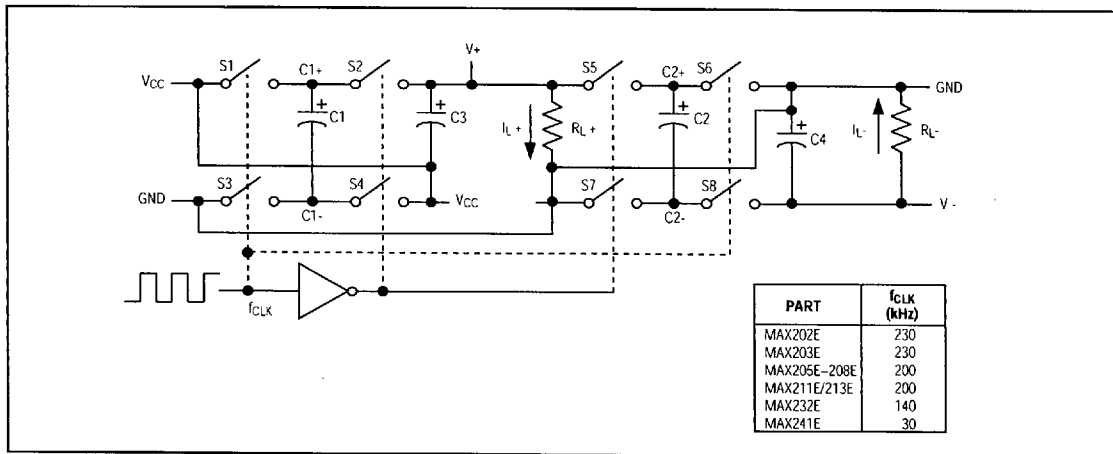 V+
S1
C1+
S2
S5
C2+
S6
VCC
GND
C1
C3
IL+
RL+
C2
C4
IL-
RL-
S3
S4
S7
S8
GND
C1-
VCC
C2-
V-
fCLK
PART fCLK (kHz)
MAX202E 230
MAX203E 230
MAX205E–208E 200
MAX211E/213E 200
MAX232E 140
MAX241E 30